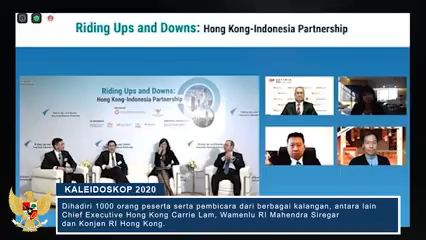 Riding Ups and Downs: Hong Kong-Indonesia Partnership
Riding Ups and Downs:
Hong Kong-Indonesia Partnership
KALEIDOSKOP 2020
Dihadiri 1000 orang peserta serta pembicara dari berbagai kalangan, antara lain
Chief Executive Hong Kong Carrie Lam, Wamenlu RI Mahendra Siregar
dan Konjen RI Hong Kong.